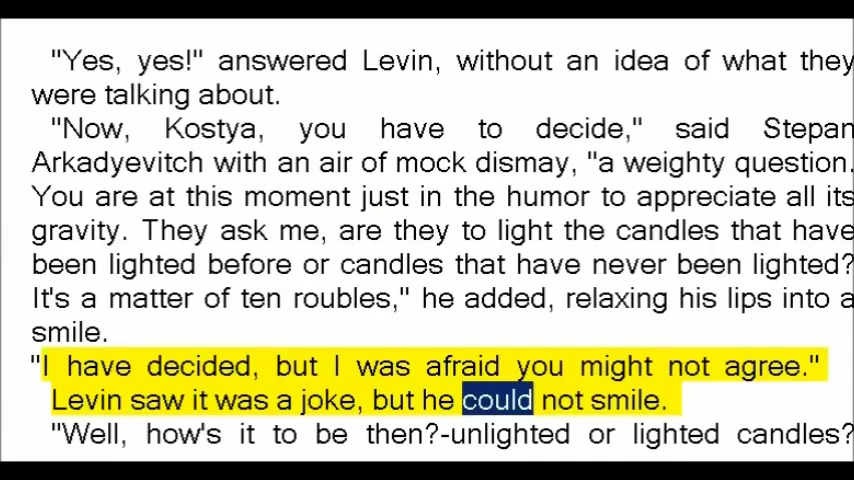 "Yes, yes!" answered Levin, without an idea of what they
were talking about.
"Now, Kostya, you have to decide," said Stepan
Arkadyevitch with an air of mock dismay, "a weighty question.
You are at this moment just in the humor to appreciate all its
gravity. They ask me, are they to light the candles that have
been lighted before or candles that have never been lighted?
It's a matter of ten roubles," he added, relaxing his lips into a
smile.
"I have decided, but I was afraid you might not agree."
Levin saw it was a joke, but he could not smile.
"Well, how's it to be then?-unlighted or lighted candles?